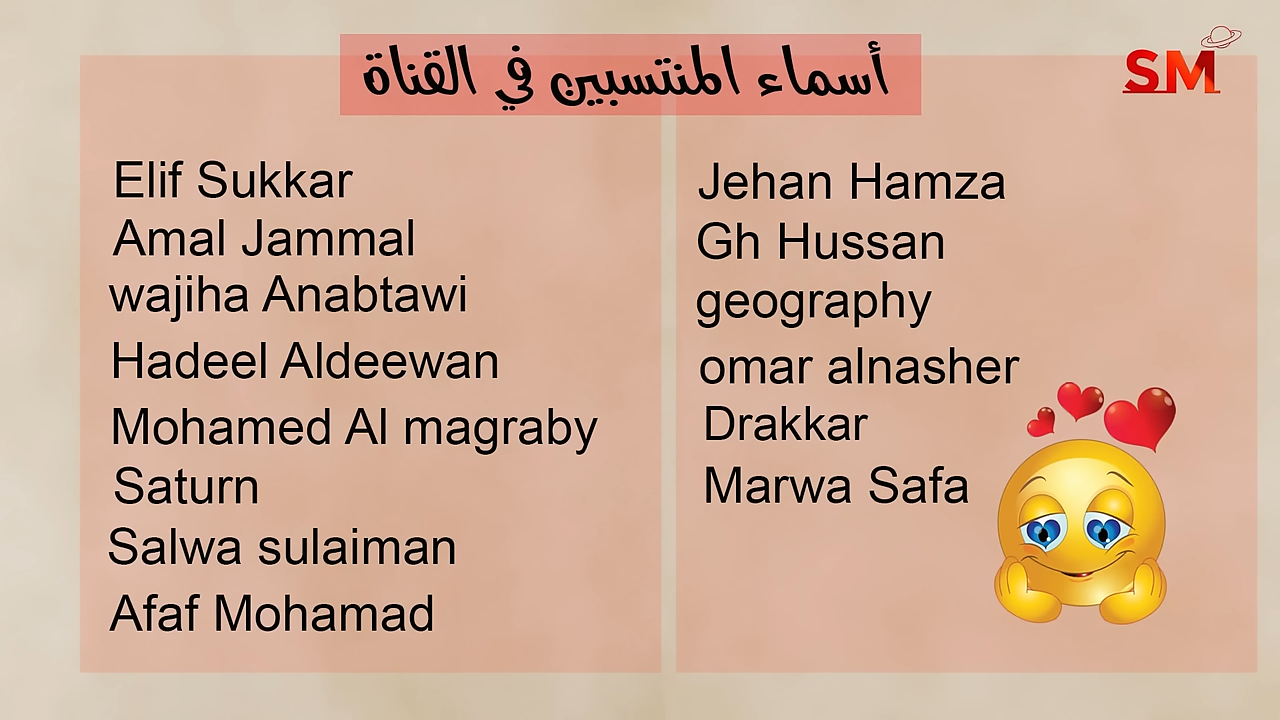 أسماء المنتسبين في القناة
SM
Elif Sukkar
Amal Jammal
wajiha Anabtawi
Hadeel Aldeewan
Mohamed Al magraby
Saturn
Salwa sulaiman
Afaf Mohamad
Jehan Hamza
Gh Hussan
geography
omar alnasher
Drakkar
Marwa Safa